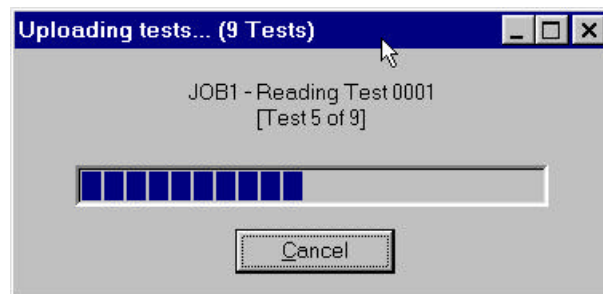 Uploading tests... (9 Tests)
JOB1 - Reading Test 0001
[Test 5 of 9]
Cancel